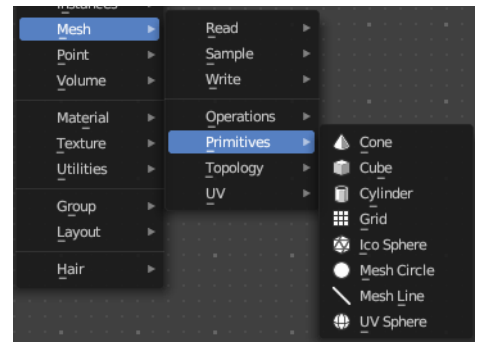 Instances
Mesh
Point
Volume
Material
Texture
Utilities
Group
Layout
Hair
Read
Sample
Write
Operations
Primitives
Topology
UV
Cone
Cube
Cylinder
Grid
Ico Sphere
Mesh Circle
Mesh Line
UV Sphere